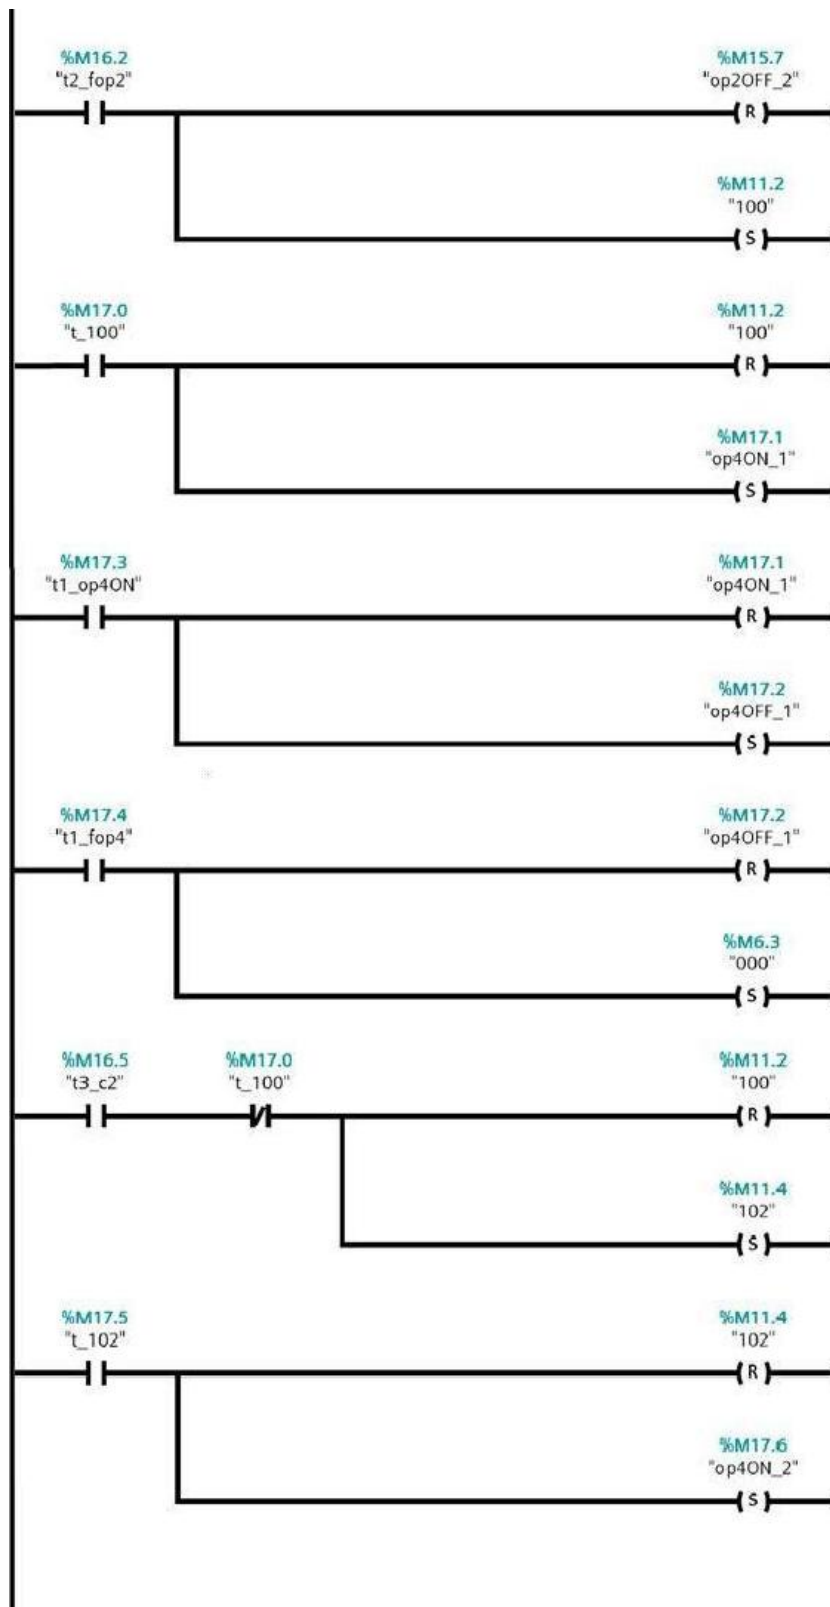 %M16.2
"t2_fop2"
%M15.7
"op2OFF_2"
(R)
%M11.2
"100"
(S)
%M17.0
"t_100"
%M11.2
"100"
(R)
%M17.1
"op4ON_1"
(S)
%M17.3
"t1_op4ON"
%M17.1
"op4ON_1"
(R)
%M17.2
"op4OFF_1"
(S)
%M17.4
"t1_fop4"
%M17.2
"op4OFF_1"
(R)
%M6.3
"000"
(S)
%M16.5
"t3_c2"
%M17.0
"t_100"
%M11.2
"100"
(R)
%M11.4
"102"
(S)
%M17.5
"t_102"
%M11.4
"102"
(R)
%M17.6
"op4ON_2"
(S)